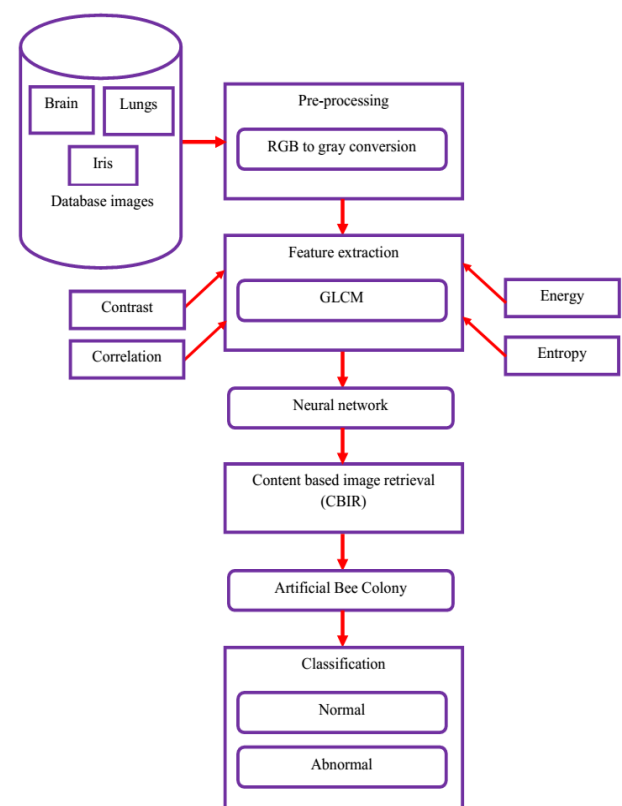 Brain
Lungs
Iris
Database images
Pre-processing
RGB to gray conversion
Feature extraction
GLCM
Contrast
Correlation
Energy
Entropy
Neural network
Content based image retrieval
(CBIR)
Artificial Bee Colony
Classification
Normal
Abnormal